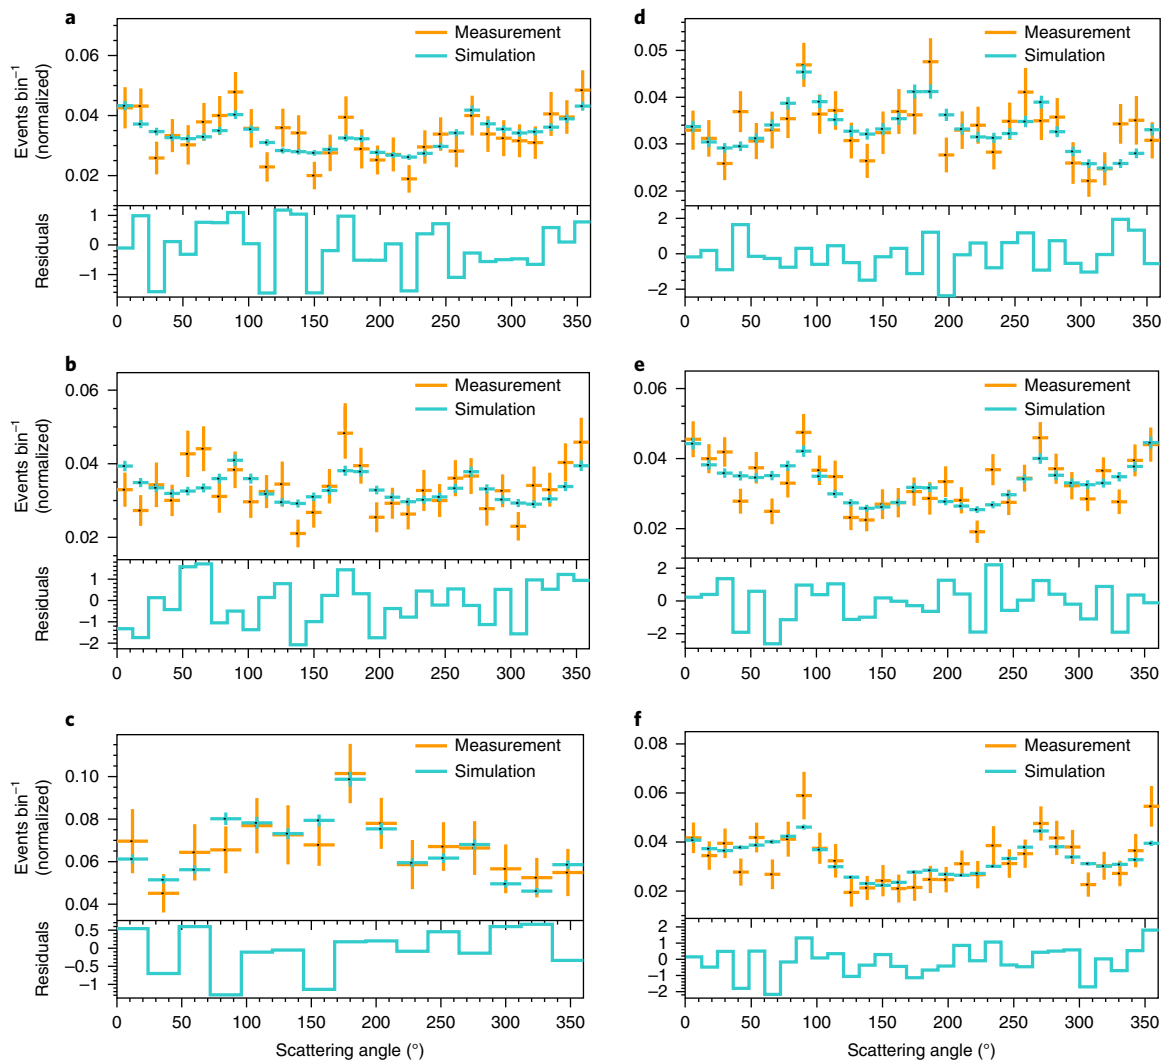 a
Events bin⁻¹
(normalized)
0.06
0.04
0.02
Measurement
Simulation
Residuals
1
0
−1
0 50 100 150 200 250 300 350
d
0.05
0.04
0.03
0.02
Measurement
Simulation
2
0
−2
0 50 100 150 200 250 300 350
b
Events bin⁻¹
(normalized)
0.06
0.04
0.02
Measurement
Simulation
Residuals
1
0
−1
−2
0 50 100 150 200 250 300 350
e
0.06
0.04
0.02
Measurement
Simulation
2
0
−2
0 50 100 150 200 250 300 350
c
Events bin⁻¹
(normalized)
0.10
0.08
0.06
0.04
Measurement
Simulation
Residuals
0.5
0
−0.5
−1
0 50 100 150 200 250 300 350
Scattering angle (°)
f
0.08
0.06
0.04
0.02
Measurement
Simulation
2
1
0
−1
−2
0 50 100 150 200 250 300 350
Scattering angle (°)